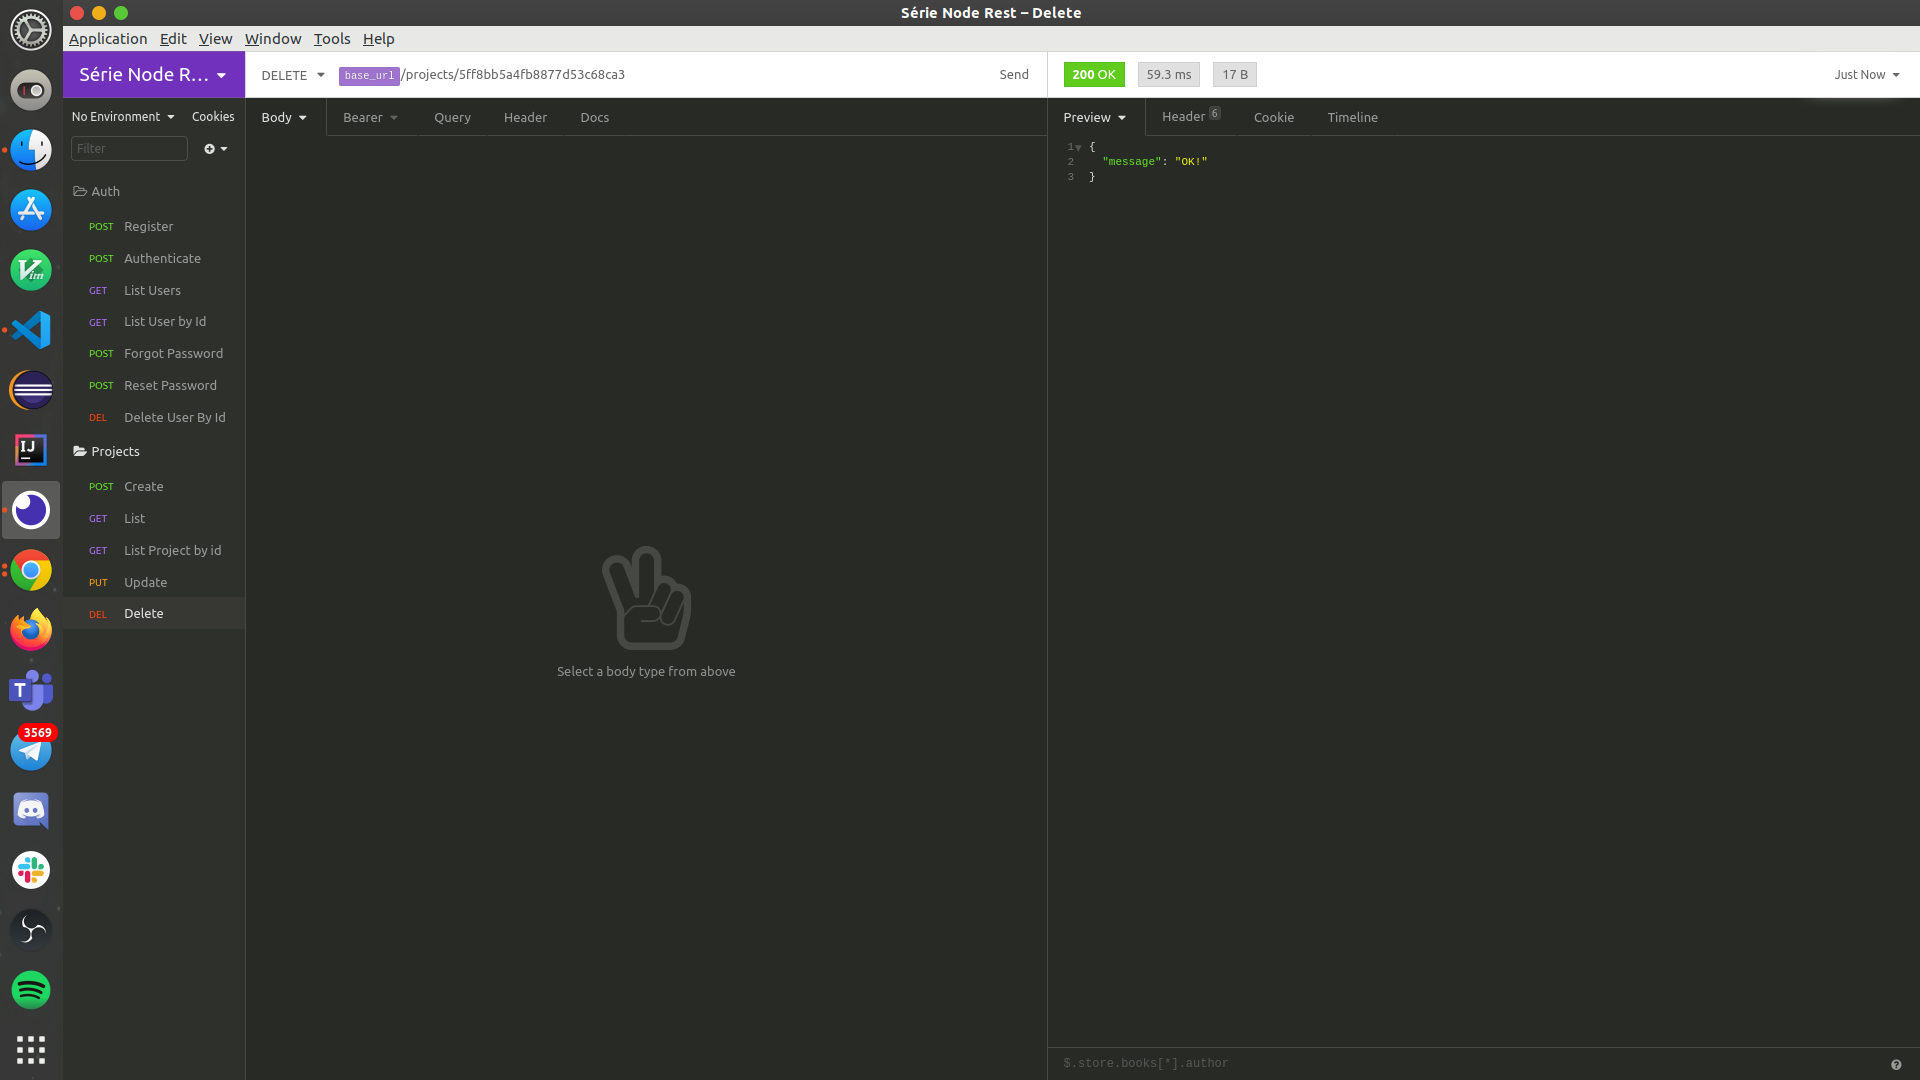 Série Node Rest – Delete
Application Edit View Window Tools Help
Série Node R...
DELETE base_url/projects/5ff8bb5a4fb8877d53c68ca3 Send
200 OK 59.3 ms 17 B Just Now
No Environment Cookies
Filter
Auth
POST Register
POST Authenticate
GET List Users
GET List User by Id
POST Forgot Password
POST Reset Password
DEL Delete User By Id
Projects
POST Create
GET List
GET List Project by id
PUT Update
DEL Delete
Body Bearer Query Header Docs
Select a body type from above
Preview Header 6 Cookie Timeline
1 {
2 "message": "OK!"
3 }
$.store.books[*].author
Vim
IJ
T
3569